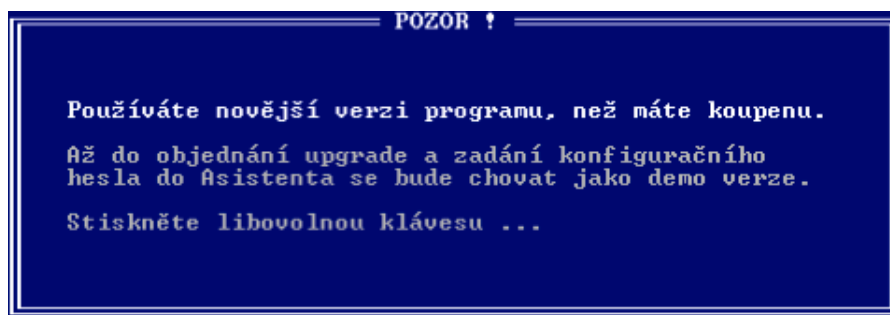 POZOR !
Používáte novější verzi programu, než máte koupenu.
Až do objednání upgrade a zadání konfiguračního
hesla do Asistenta se bude chovat jako demo verze.
Stiskněte libovolnou klávesu ...